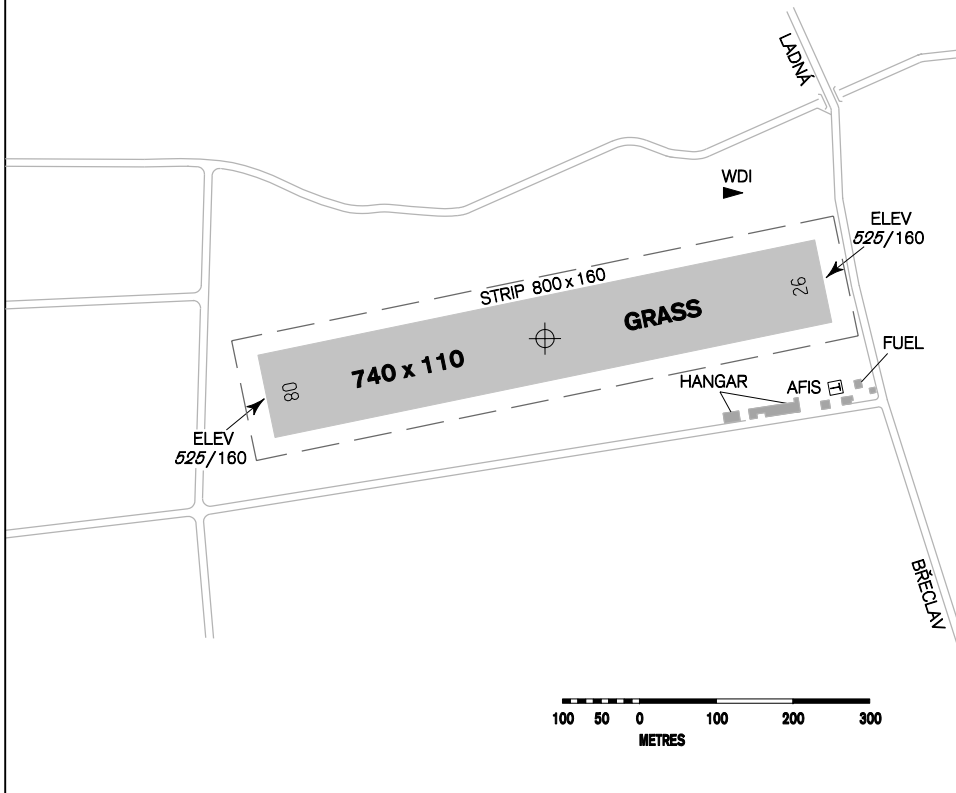 LADNÁ
WDI
ELEV
525/160
STRIP 800 x 160
26
GRASS
740 x 110
FUEL
HANGAR
AFIS T
08
ELEV
525/160
BŘECLAV
100 50 0 100 200 300
METRES